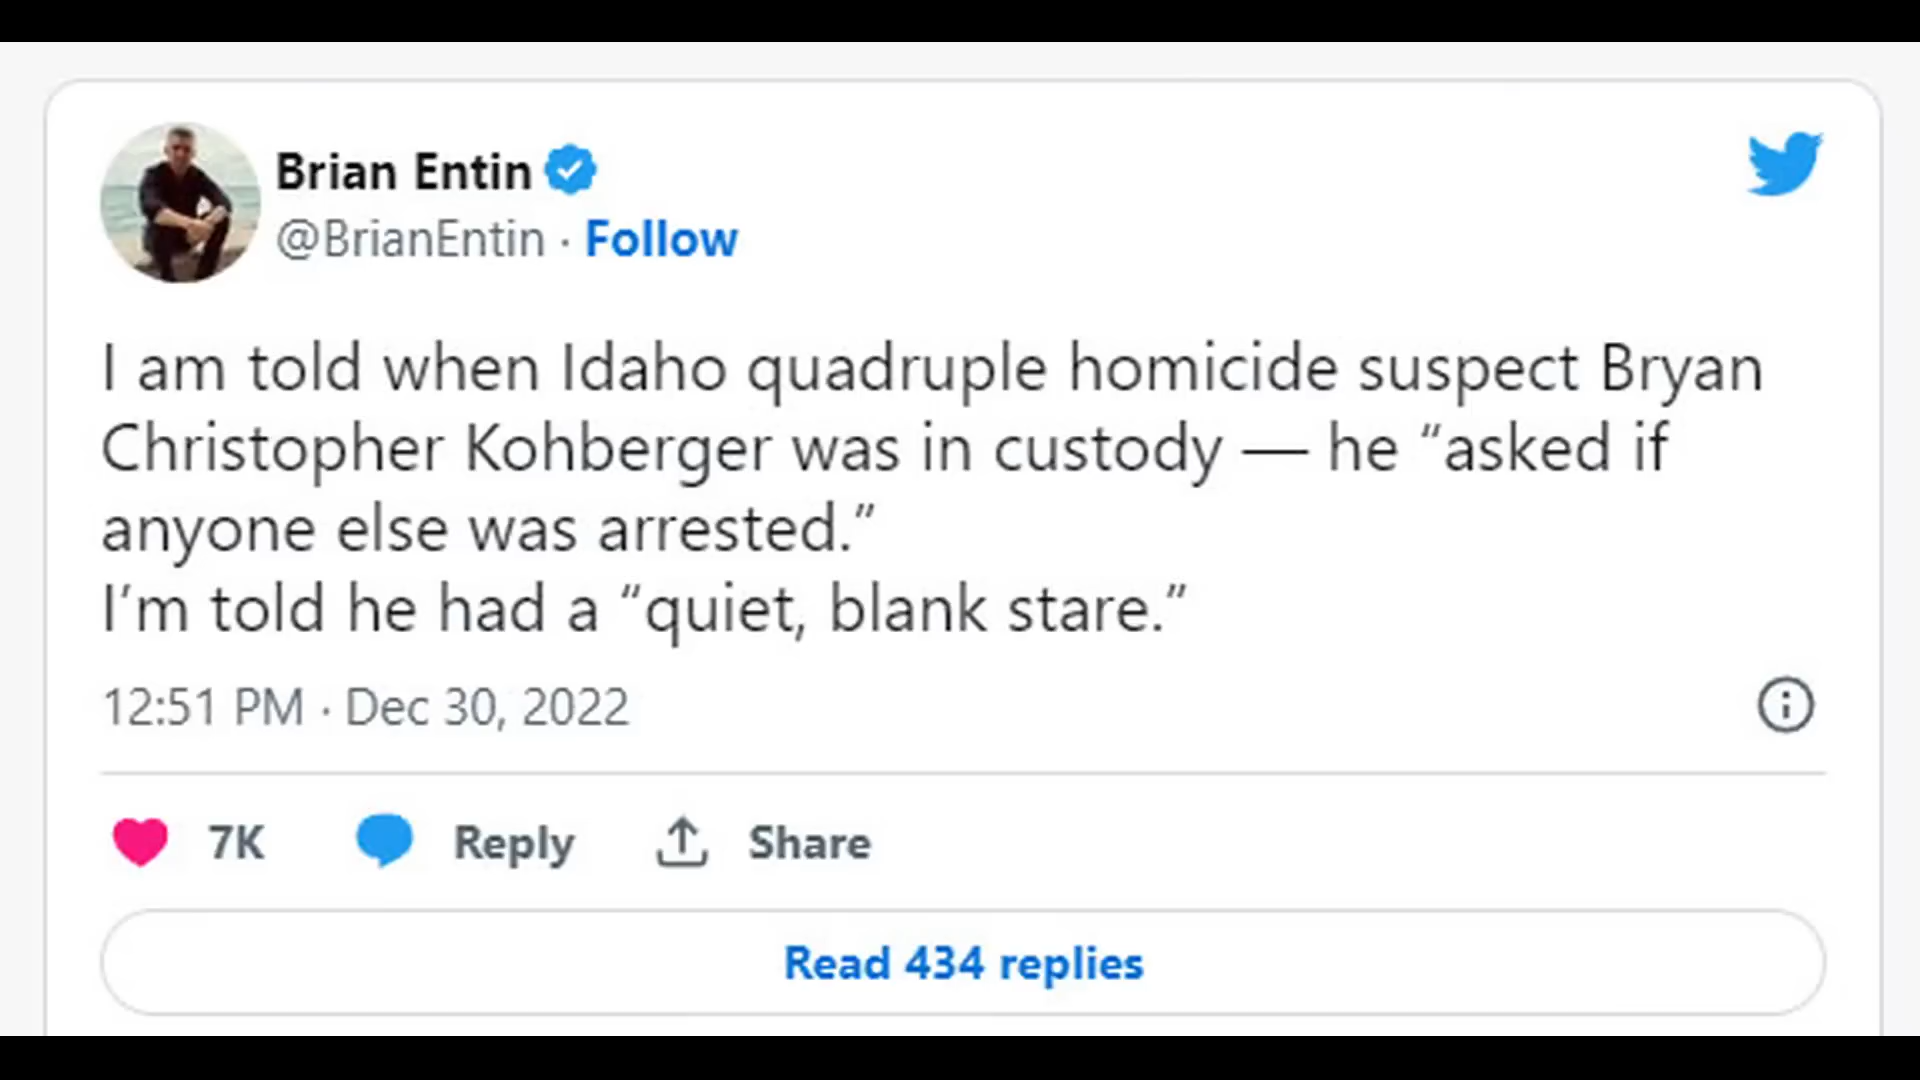 Brian Entin
@BrianEntin · Follow
I am told when Idaho quadruple homicide suspect Bryan
Christopher Kohberger was in custody — he “asked if
anyone else was arrested.”
I’m told he had a “quiet, blank stare.”
12:51 PM · Dec 30, 2022
7K Reply Share
Read 434 replies